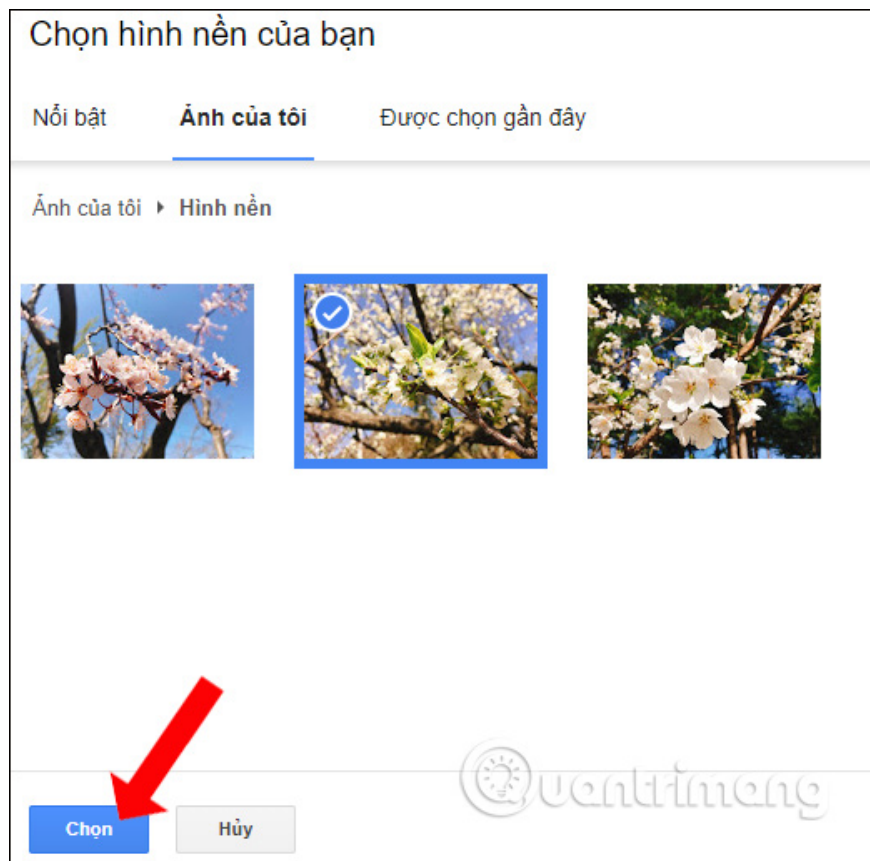 Chọn hình nền của bạn
Nổi bật Ảnh của tôi Được chọn gần đây
Ảnh của tôi Hình nền
Quantrimang
Chọn Hủy